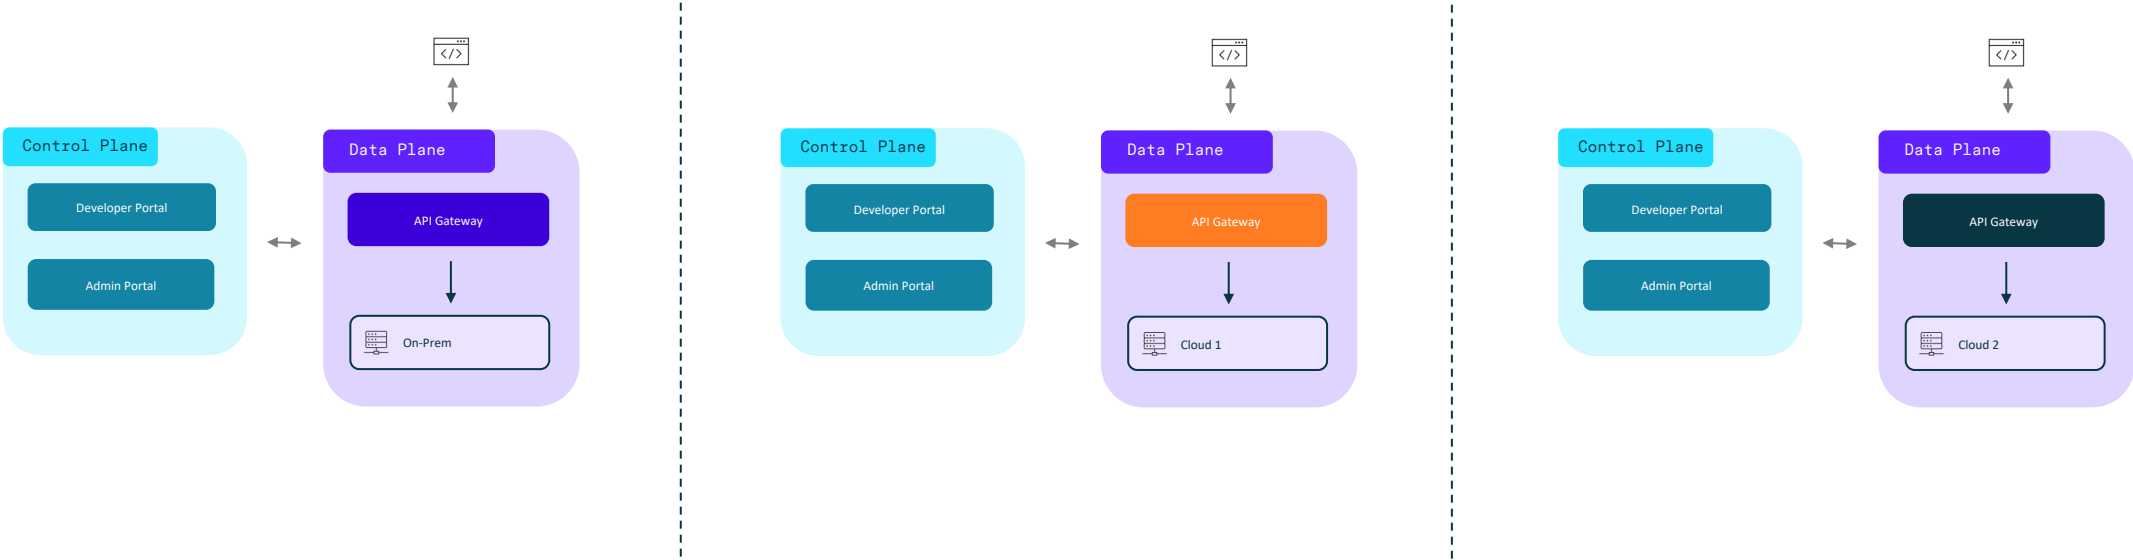 Control Plane
Developer Portal
Admin Portal
Data Plane
API Gateway
On-Prem
Control Plane
Developer Portal
Admin Portal
Data Plane
API Gateway
Cloud 1
Control Plane
Developer Portal
Admin Portal
Data Plane
API Gateway
Cloud 2